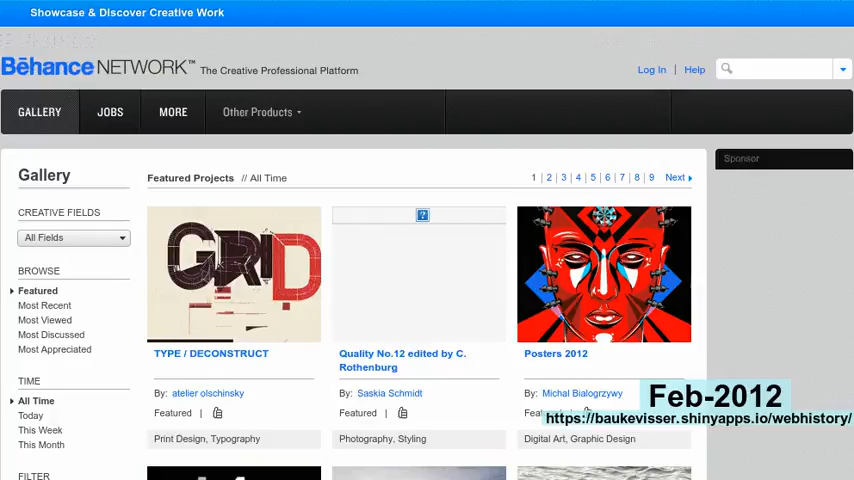 Showcase & Discover Creative Work
Bēhance NETWORK™ The Creative Professional Platform
Log In | Help
GALLERY JOBS MORE Other Products
Gallery
Featured Projects // All Time
1 | 2 | 3 | 4 | 5 | 6 | 7 | 8 | 9 Next
Sponsor
CREATIVE FIELDS
All Fields
BROWSE
Featured
Most Recent
Most Viewed
Most Discussed
Most Appreciated
TIME
All Time
Today
This Week
This Month
FILTER
GRID
TYPE / DECONSTRUCT
By: atelier olschinsky
Featured |
Print Design, Typography
?
Quality No.12 edited by C.
Rothenburg
By: Saskia Schmidt
Featured |
Photography, Styling
Posters 2012
By: Michal Bialogrzywy
Digital Art, Graphic Design
Feb-2012
https://baukevisser.shinyapps.io/webhistory/